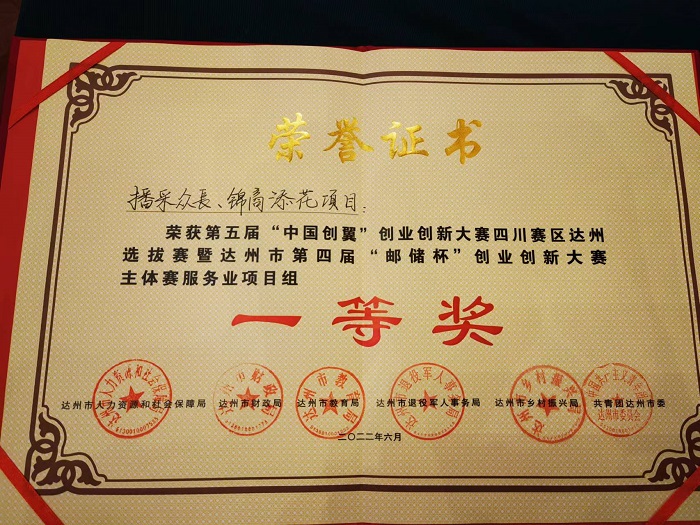 荣誉证书
播采众長、锦商添花项目:
荣获第五届“中国创翼”创业创新大赛四川赛区达州
选拔赛暨达州市第四届“邮储杯”创业创新大赛
主体赛服务业项目组
一等奖
达州市人力资源和社会保障局 达州市财政局 达州市教育局 达州市退役军人事务局 达州市乡村振兴局 共青团达州市委
二〇二二年六月